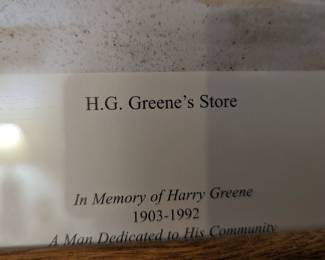 H.G. Greene's Store
In Memory of Harry Greene
1903-1992
A Man Dedicated to His Community